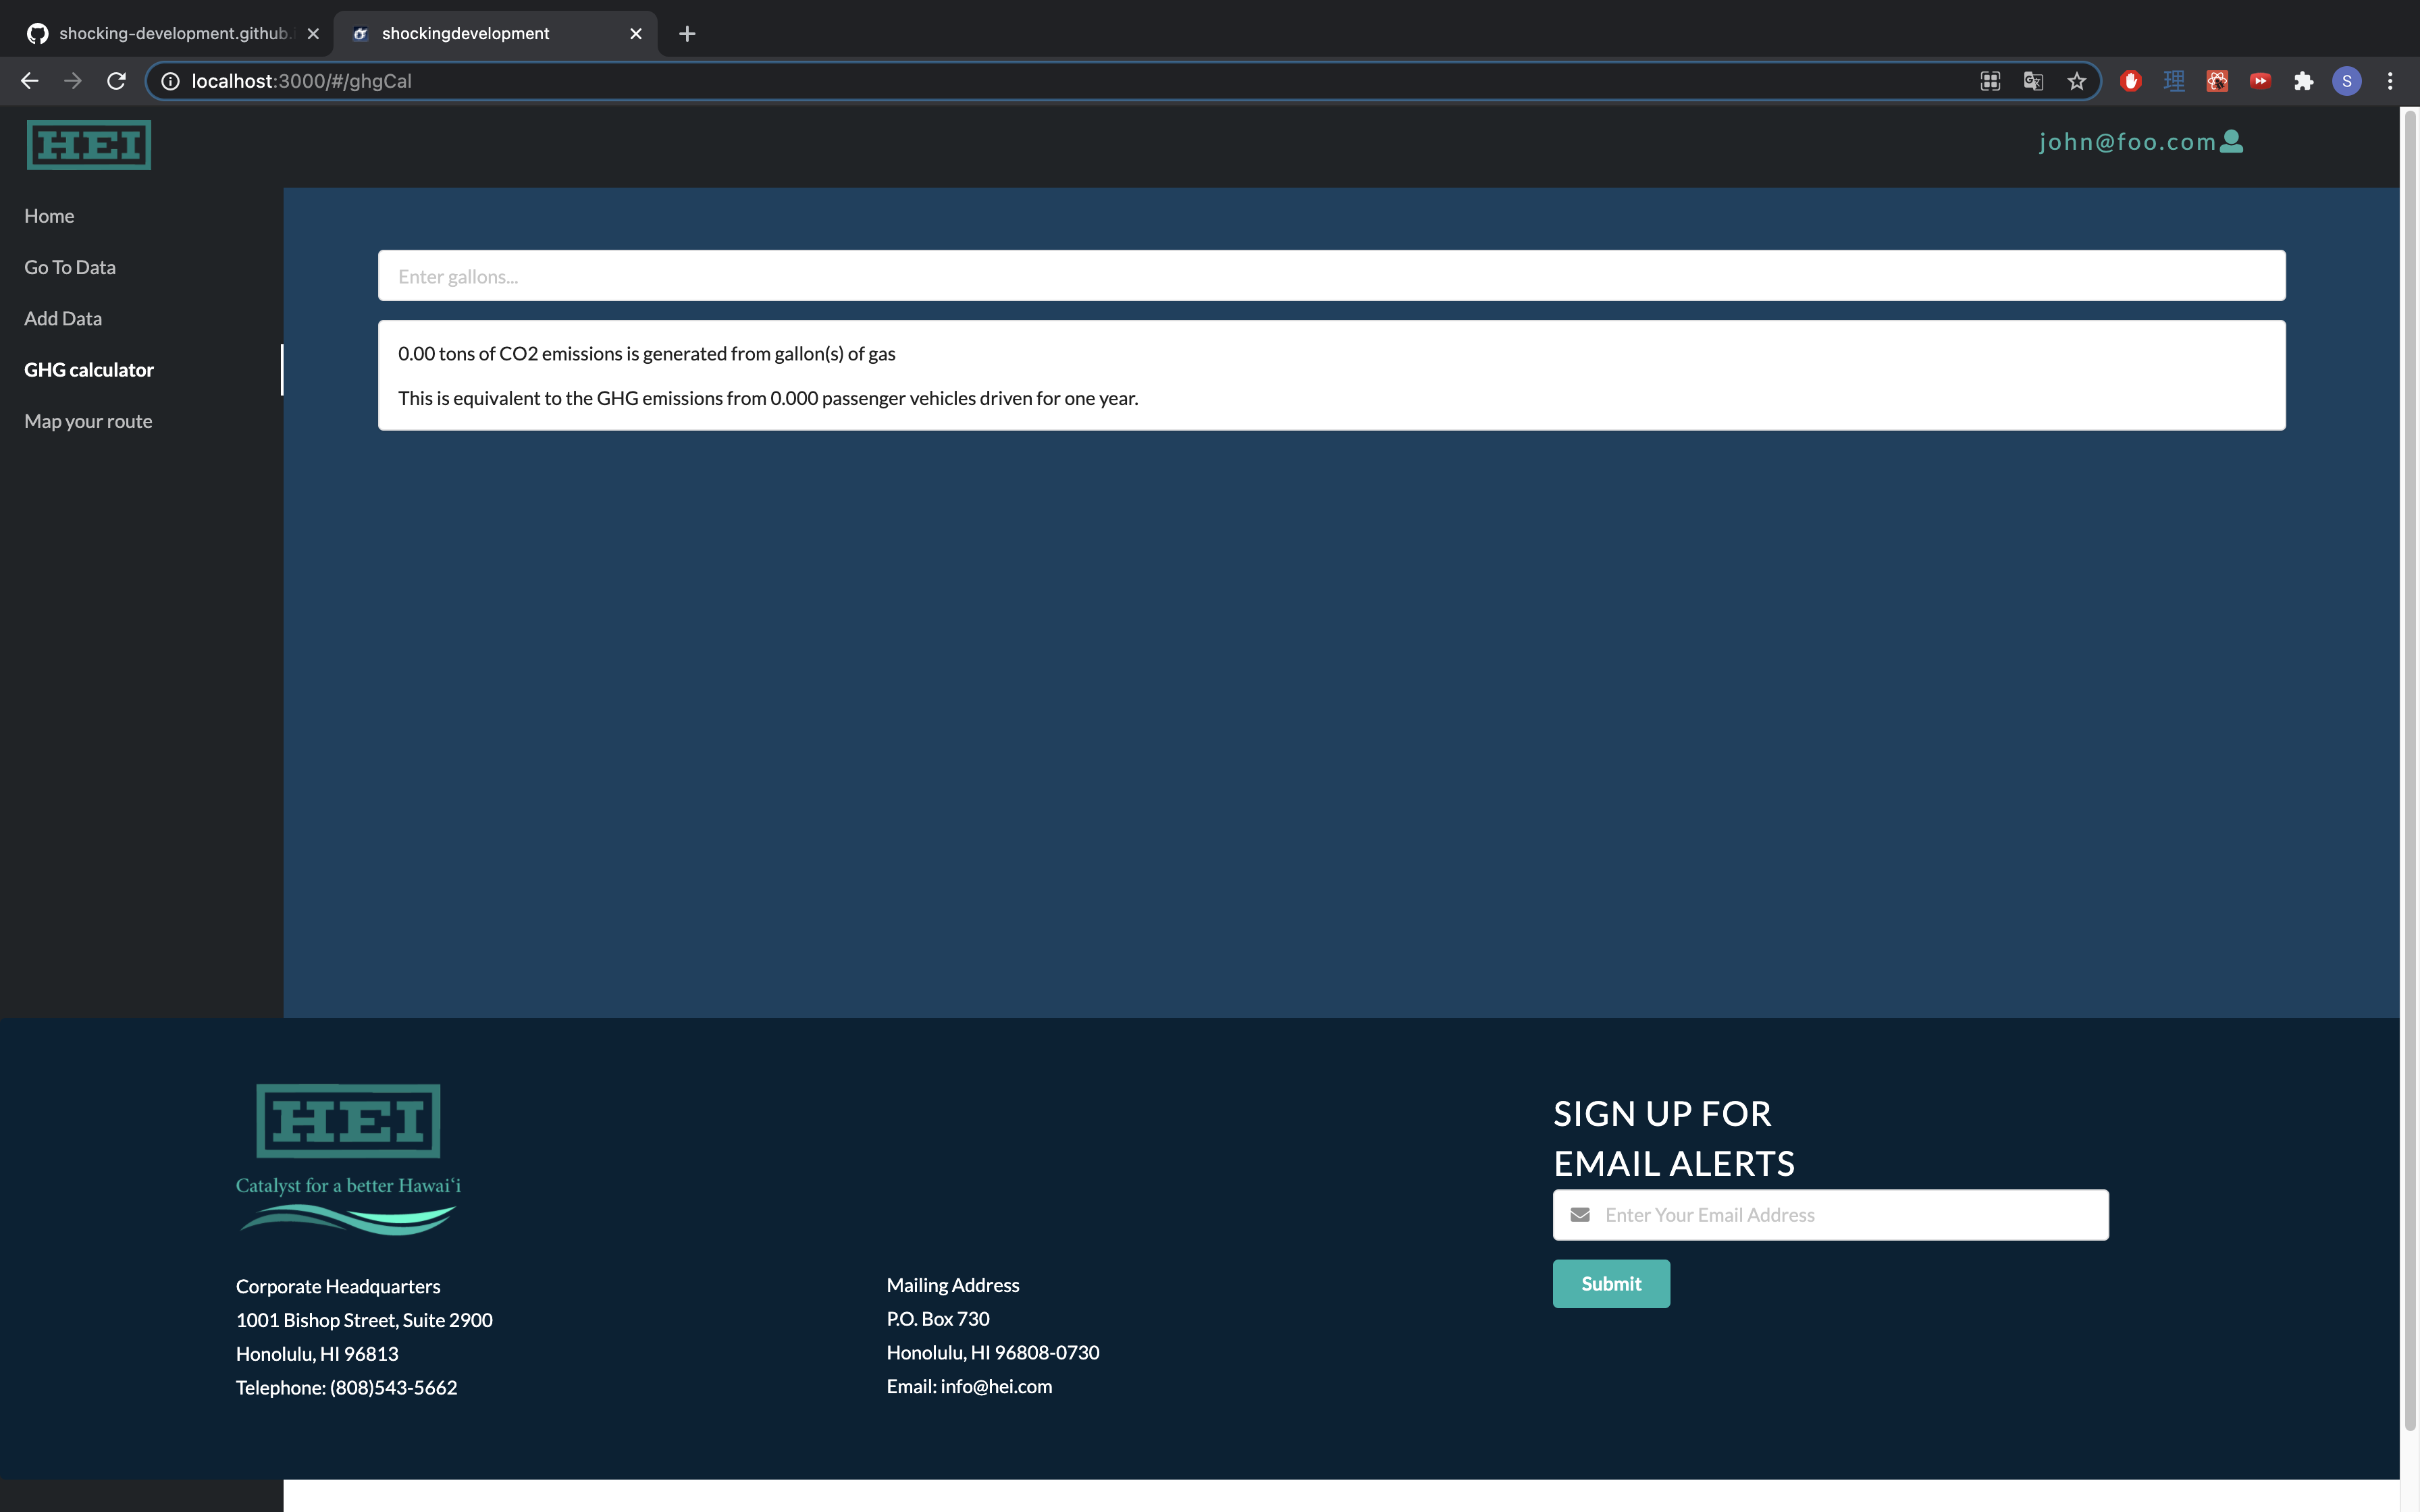 shocking-development.github.i
shockingdevelopment
localhost:3000/#/ghgCal
S
HEI
john@foo.com
Home
Go To Data
Add Data
GHG calculator
Map your route
Enter gallons...
0.00 tons of CO2 emissions is generated from gallon(s) of gas
This is equivalent to the GHG emissions from 0.000 passenger vehicles driven for one year.
HEI
Catalyst for a better Hawaiʻi
Corporate Headquarters
1001 Bishop Street, Suite 2900
Honolulu, HI 96813
Telephone: (808)543-5662
Mailing Address
P.O. Box 730
Honolulu, HI 96808-0730
Email: info@hei.com
SIGN UP FOR
EMAIL ALERTS
Enter Your Email Address
Submit